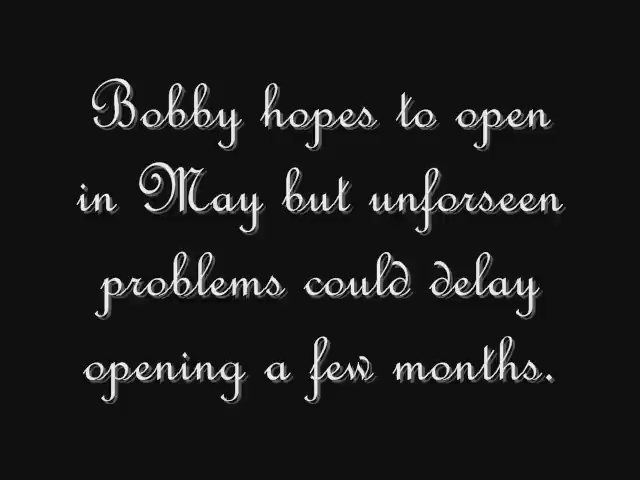 Bobby hopes to open
in May but unforseen
problems could delay
opening a few months.